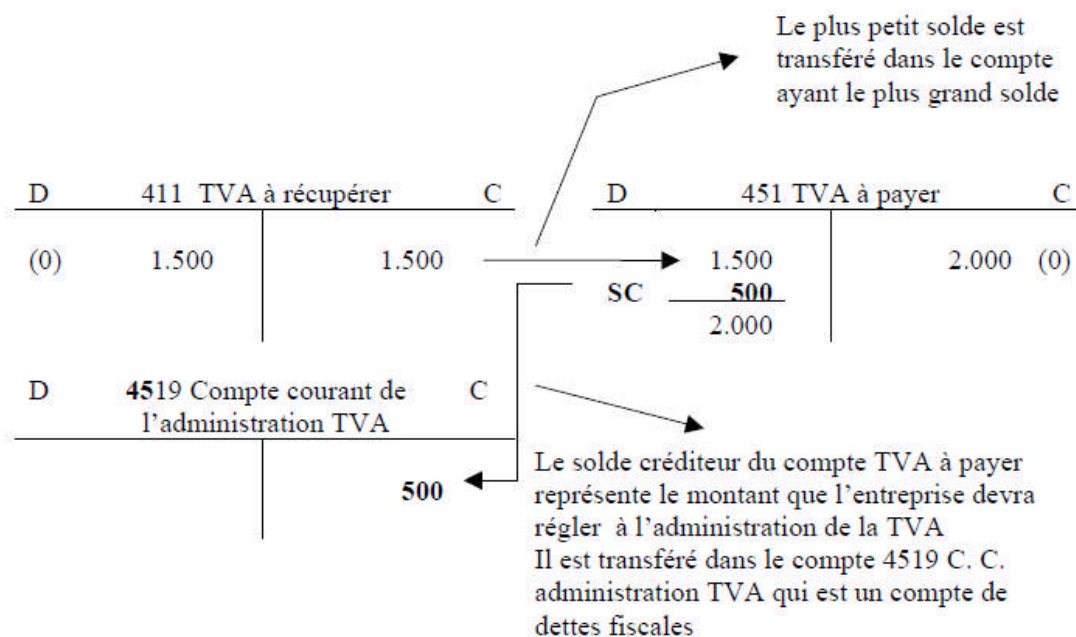 Le plus petit solde est
transféré dans le compte
ayant le plus grand solde
D 411 TVA à récupérer C
D 451 TVA à payer C
(0) 1.500 1.500
1.500 2.000 (0)
SC 500
2.000
D 4519 Compte courant de C
l'administration TVA
500
Le solde créditeur du compte TVA à payer
représente le montant que l'entreprise devra
régler à l'administration de la TVA
Il est transféré dans le compte 4519 C. C.
administration TVA qui est un compte de
dettes fiscales